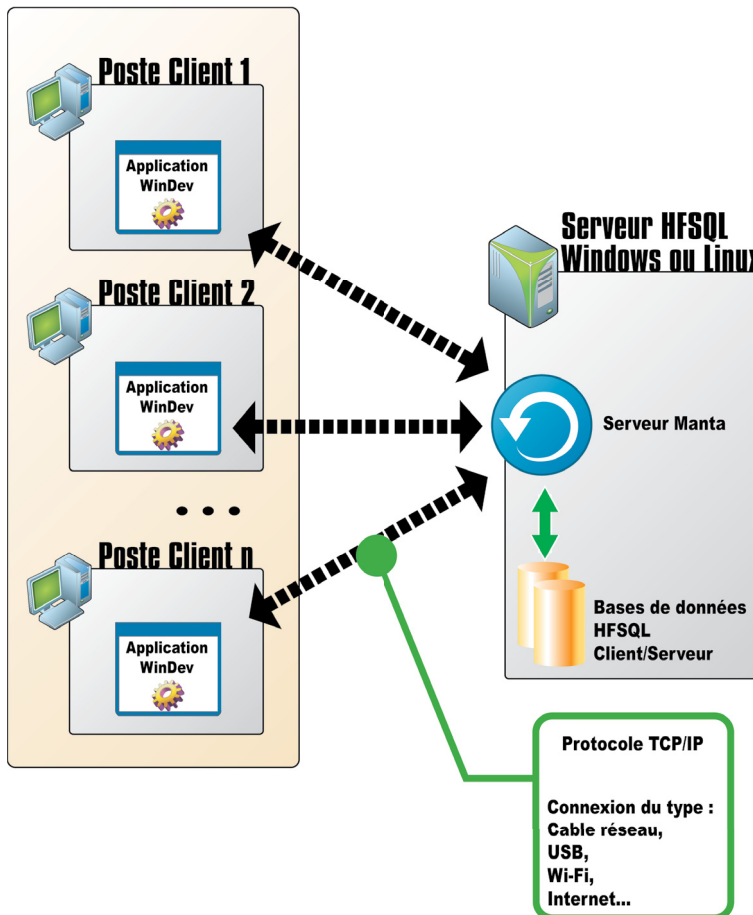 Poste Client 1
Application
WinDev
Poste Client 2
Application
WinDev
...
Poste Client n
Application
WinDev
Serveur HFSQL
Windows ou Linux
Serveur Manta
Bases de données
HFSQL
Client/Serveur
Protocole TCP/IP
Connexion du type :
Cable réseau,
USB,
Wi-Fi,
Internet...